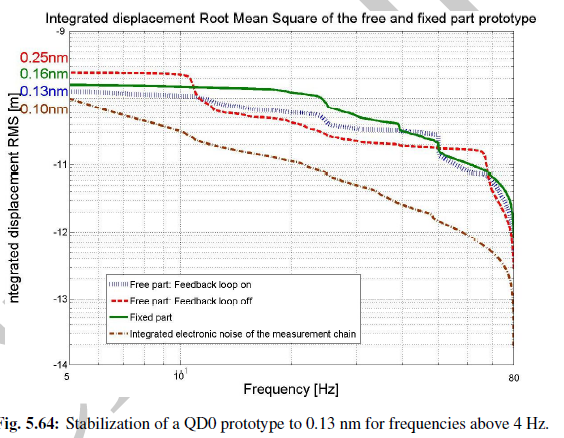 Integrated displacement Root Mean Square of the free and fixed part prototype
-9
0.25nm
0.16nm
0.13nm
0.10nm
-11
-12
-13
-14
ntegrated displacement RMS [m]
Free part: Feedback loop on
Free part: Feedback loop off
Fixed part
Integrated electronic noise of the measurement chain
5
10¹
80
Frequency [Hz]
Fig. 5.64: Stabilization of a QD0 prototype to 0.13 nm for frequencies above 4 Hz.